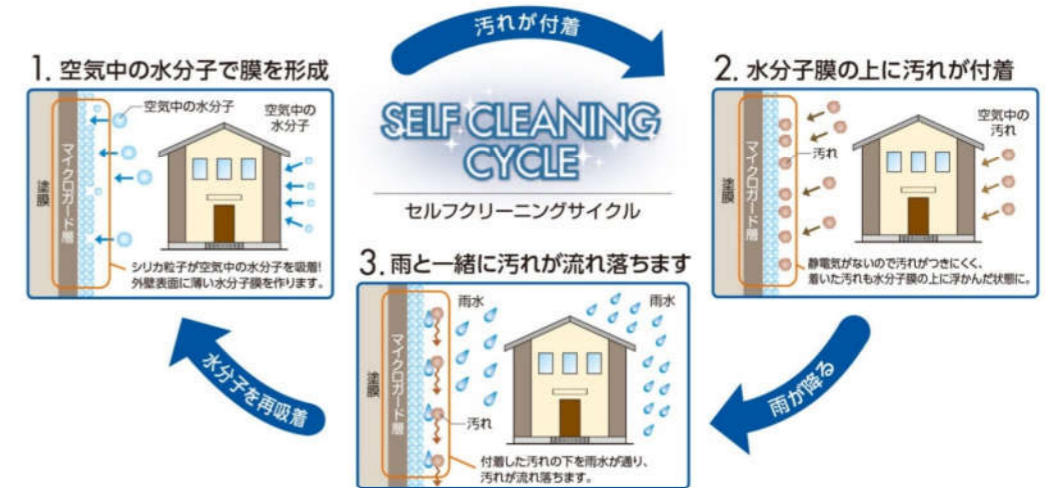 汚れが付着
1. 空気中の水分子で膜を形成
空気中の水分子
空気中の
水分子
塗膜
マイクロガード層
シリカ粒子が空気中の水分子を吸着!
外壁表面に薄い水分子膜を作ります。
SELF CLEANING
CYCLE
セルフクリーニングサイクル
2. 水分子膜の上に汚れが付着
空気中の
汚れ
汚れ
塗膜
マイクロガード層
静電気がないので汚れがつきにくく、
着いた汚れも水分子膜の上に浮かんだ状態に。
雨が降る
3. 雨と一緒に汚れが流れ落ちます
雨水
雨水
塗膜
マイクロガード層
汚れ
付着した汚れの下を雨水が通り、
汚れが流れ落ちます。
水分子を再吸着